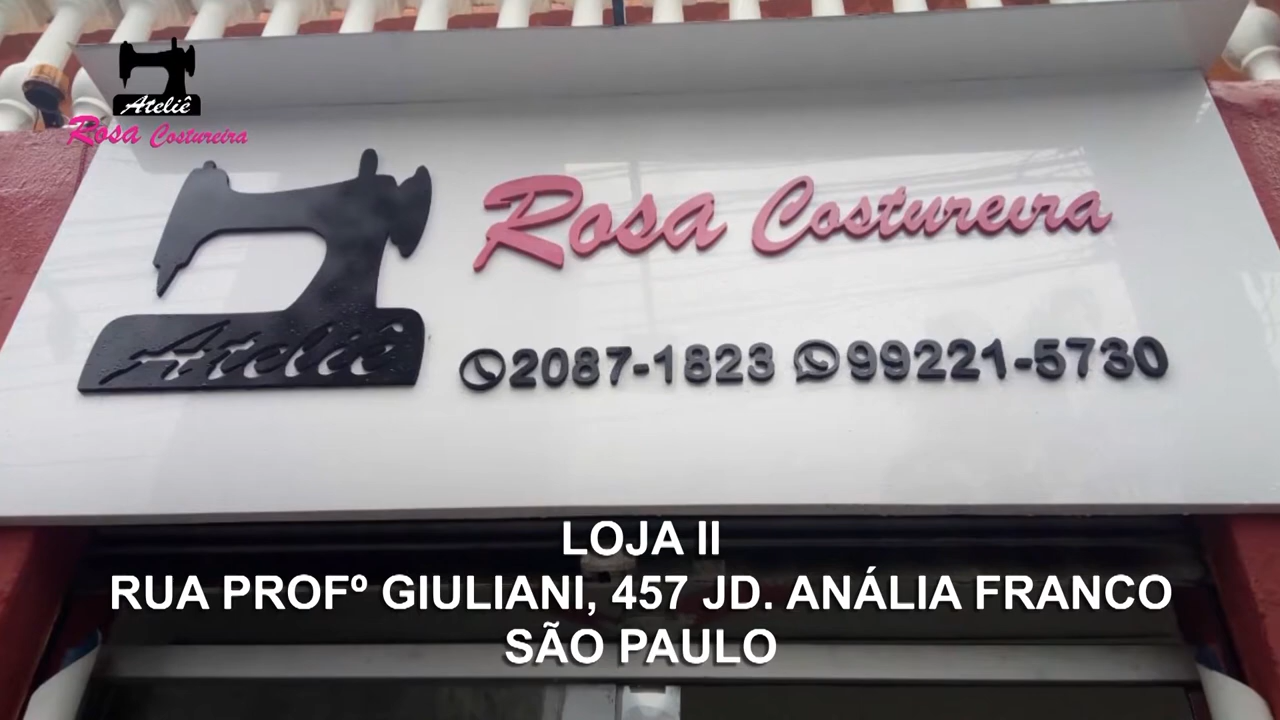 Ateliê
Rosa Costureira
Rosa Costureira
Ateliê
2087-1823 99221-5730
LOJA II
RUA PROFº GIULIANI, 457 JD. ANÁLIA FRANCO
SÃO PAULO